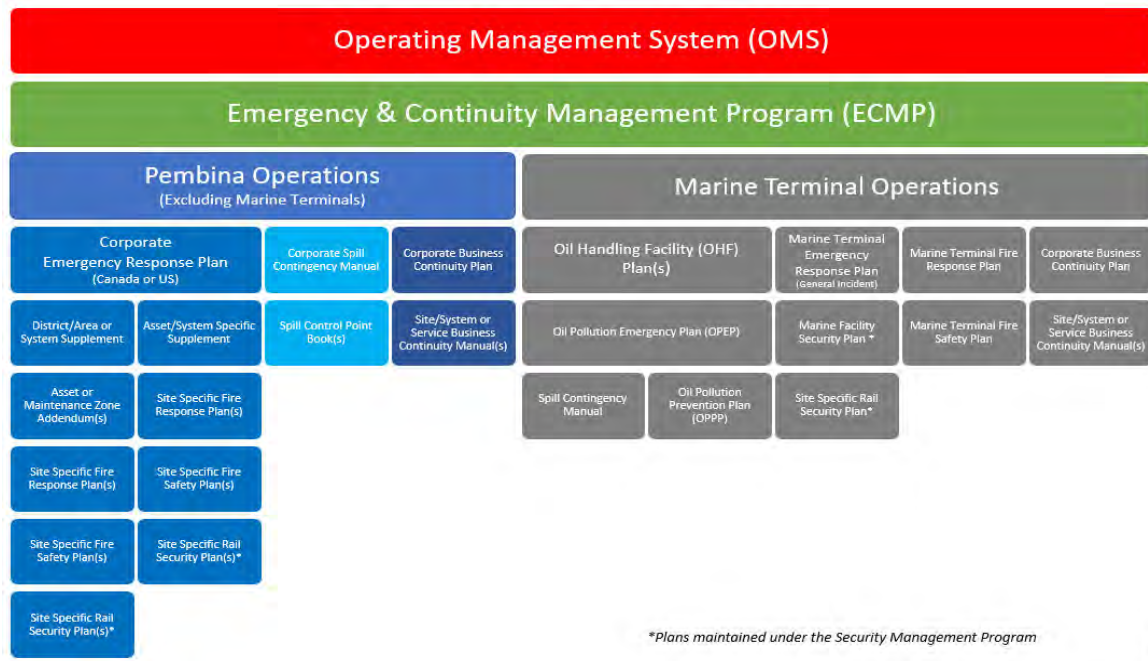 Operating Management System (OMS)
Emergency & Continuity Management Program (ECMP)
Pembina Operations
(Excluding Marine Terminals)
Marine Terminal Operations
Corporate
Emergency Response Plan
(Canada or US)
Corporate Spill
Contingency Manual
Corporate Business
Continuity Plan
Oil Handling Facility (OHF)
Plan(s)
Marine Terminal
Emergency
Response Plan
(General Incident)
Marine Terminal Fire
Response Plan
Corporate Business
Continuity Plan
District/Area or
System Supplement
Asset/System Specific
Supplement
Spill Control Point
Book(s)
Site/System or
Service Business
Continuity Manual(s)
Oil Pollution Emergency Plan (OPEP)
Marine Facility
Security Plan *
Marine Terminal Fire
Safety Plan
Site/System or
Service Business
Continuity Manual(s)
Asset or
Maintenance Zone
Addendum(s)
Site Specific Fire
Response Plan(s)
Spill Contingency
Manual
Oil Pollution
Prevention Plan
(OPPP)
Site Specific Rail
Security Plan*
Site Specific Fire
Response Plan(s)
Site Specific Fire
Safety Plan(s)
Site Specific Fire
Safety Plan(s)
Site Specific Rail
Security Plan(s)*
Site Specific Rail
Security Plan(s)*
*Plans maintained under the Security Management Program